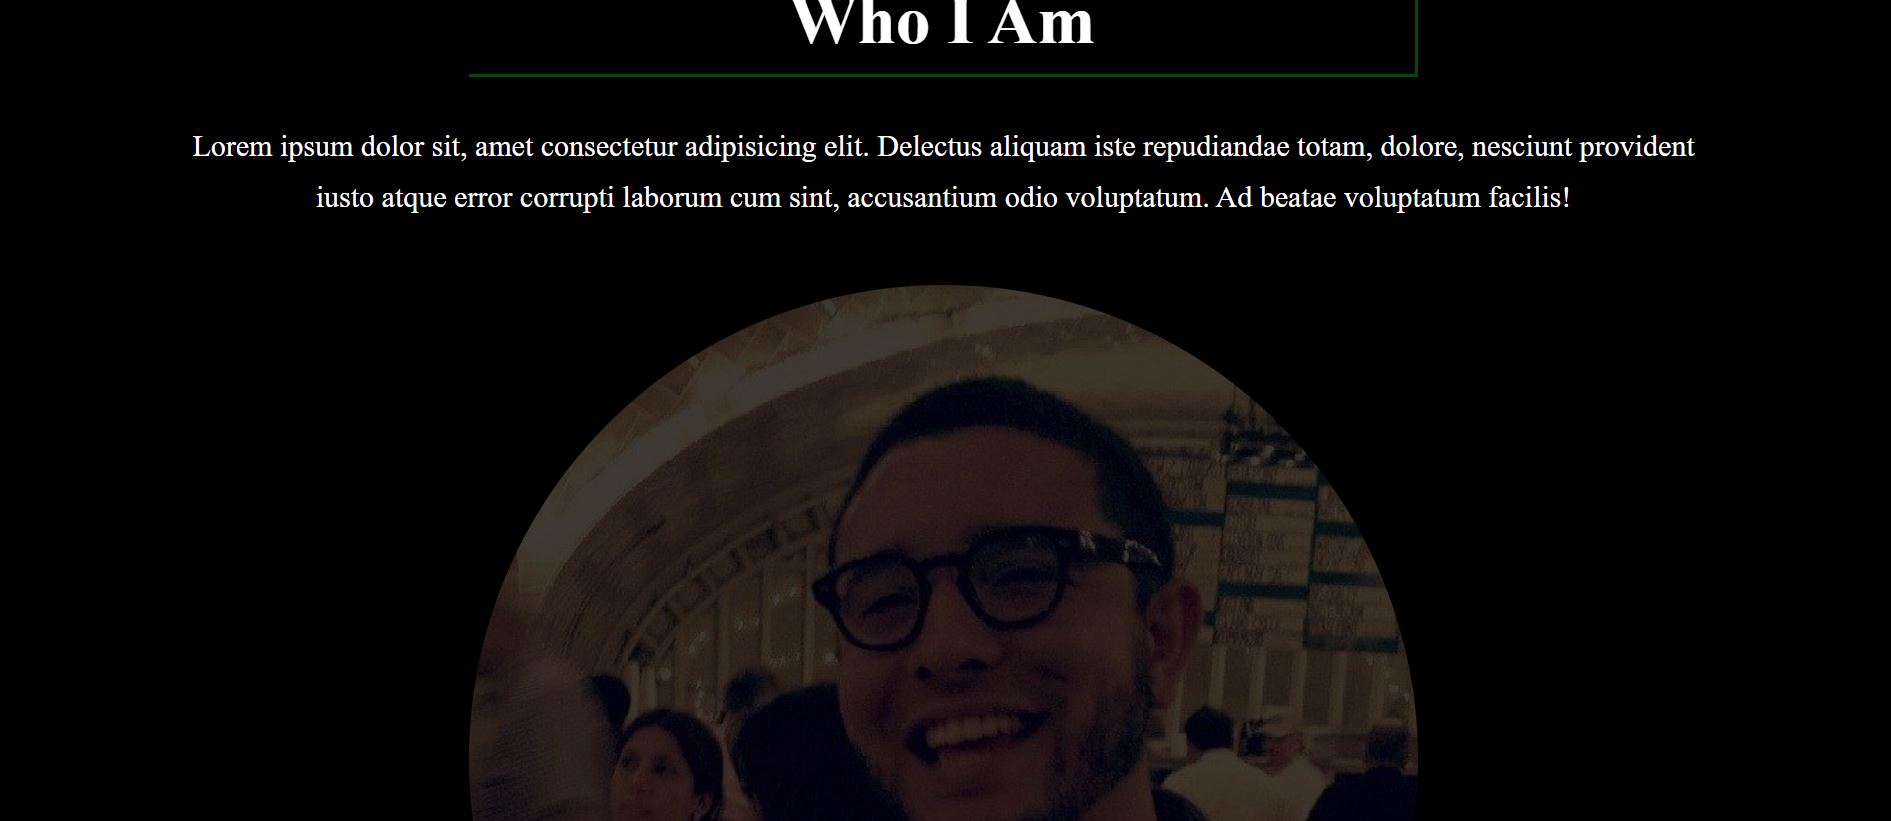 Who I Am
Lorem ipsum dolor sit, amet consectetur adipisicing elit. Delectus aliquam iste repudiandae totam, dolore, nesciunt provident
iusto atque error corrupti laborum cum sint, accusantium odio voluptatum. Ad beatae voluptatum facilis!